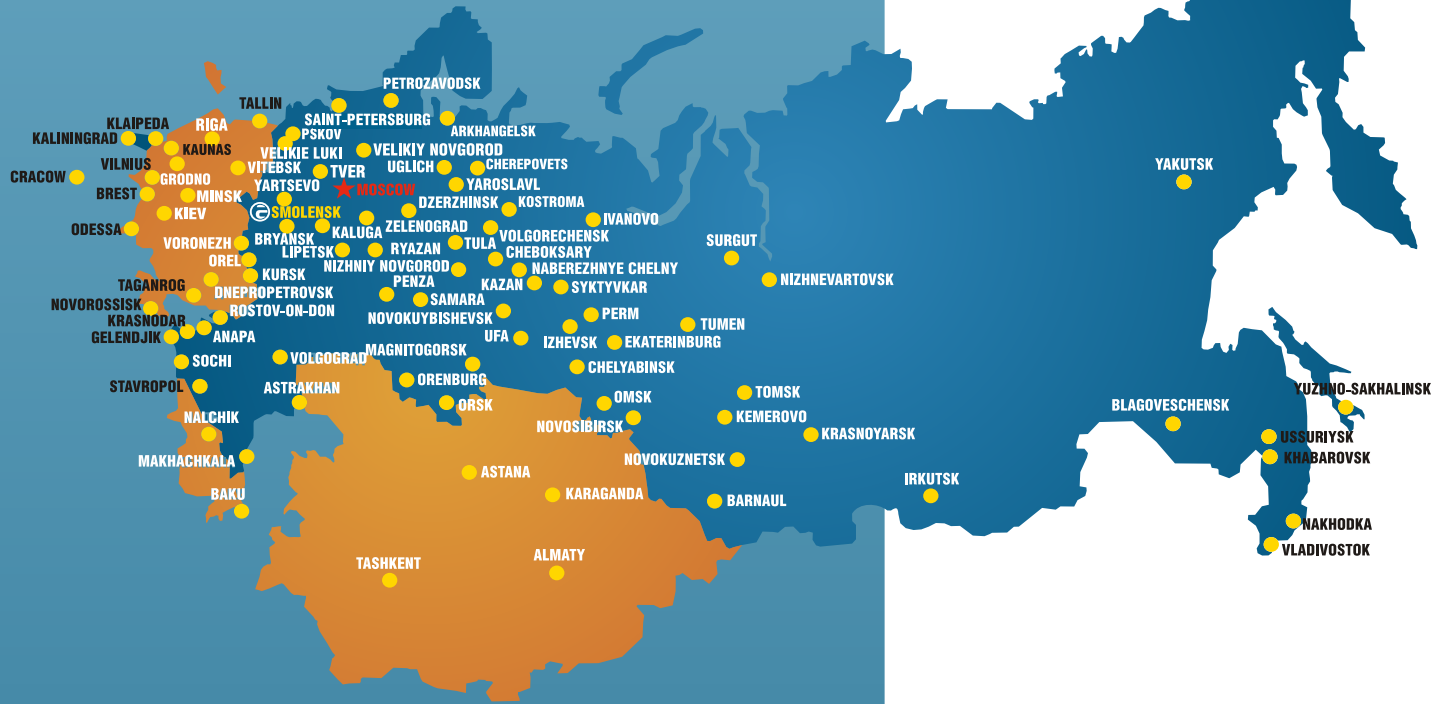 PETROZAVODSK
TALLIN
SAINT-PETERSBURG
KLAIPEDA
RIGA
ARKHANGELSK
KALININGRAD
PSKOV
KAUNAS
VELIKIE LUKI
VELIKIY NOVGOROD
VILNIUS
VITEBSK
TVER
UGLICH
CHEREPOVETS
YAKUTSK
CRACOW
GRODNO
YARTSEVO
MOSCOW
YAROSLAVL
BREST
MINSK
DZERZHINSK
KOSTROMA
KIEV
SMOLENSK
IVANOVO
ODESSA
BRYANSK
KALUGA
ZELENOGRAD
VOLGORECHENSK
VORONEZH
LIPETSK
RYAZAN
TULA
SURGUT
OREL
NIZHNIY NOVGOROD
CHEBOKSARY
KURSK
NABEREZHNYE CHELNY
NIZHNEVARTOVSK
TAGANROG
DNEPROPETROVSK
PENZA
KAZAN
SYKTYVKAR
NOVOROSSISK
ROSTOV-ON-DON
SAMARA
KRASNODAR
NOVOKUYBISHEVSK
PERM
GELENDJIK
ANAPA
UFA
IZHEVSK
EKATERINBURG
TUMEN
SOCHI
VOLGOGRAD
MAGNITOGORSK
CHELYABINSK
STAVROPOL
ASTRAKHAN
ORENBURG
OMSK
TOMSK
YUZHNO-SAKHALINSK
NALCHIK
ORSK
NOVOSIBIRSK
KEMEROVO
KRASNOYARSK
BLAGOVESCHENSK
USSURIYSK
MAKHACHKALA
ASTANA
NOVOKUZNETSK
KHABAROVSK
BAKU
KARAGANDA
BARNAUL
IRKUTSK
NAKHODKA
TASHKENT
ALMATY
VLADIVOSTOK